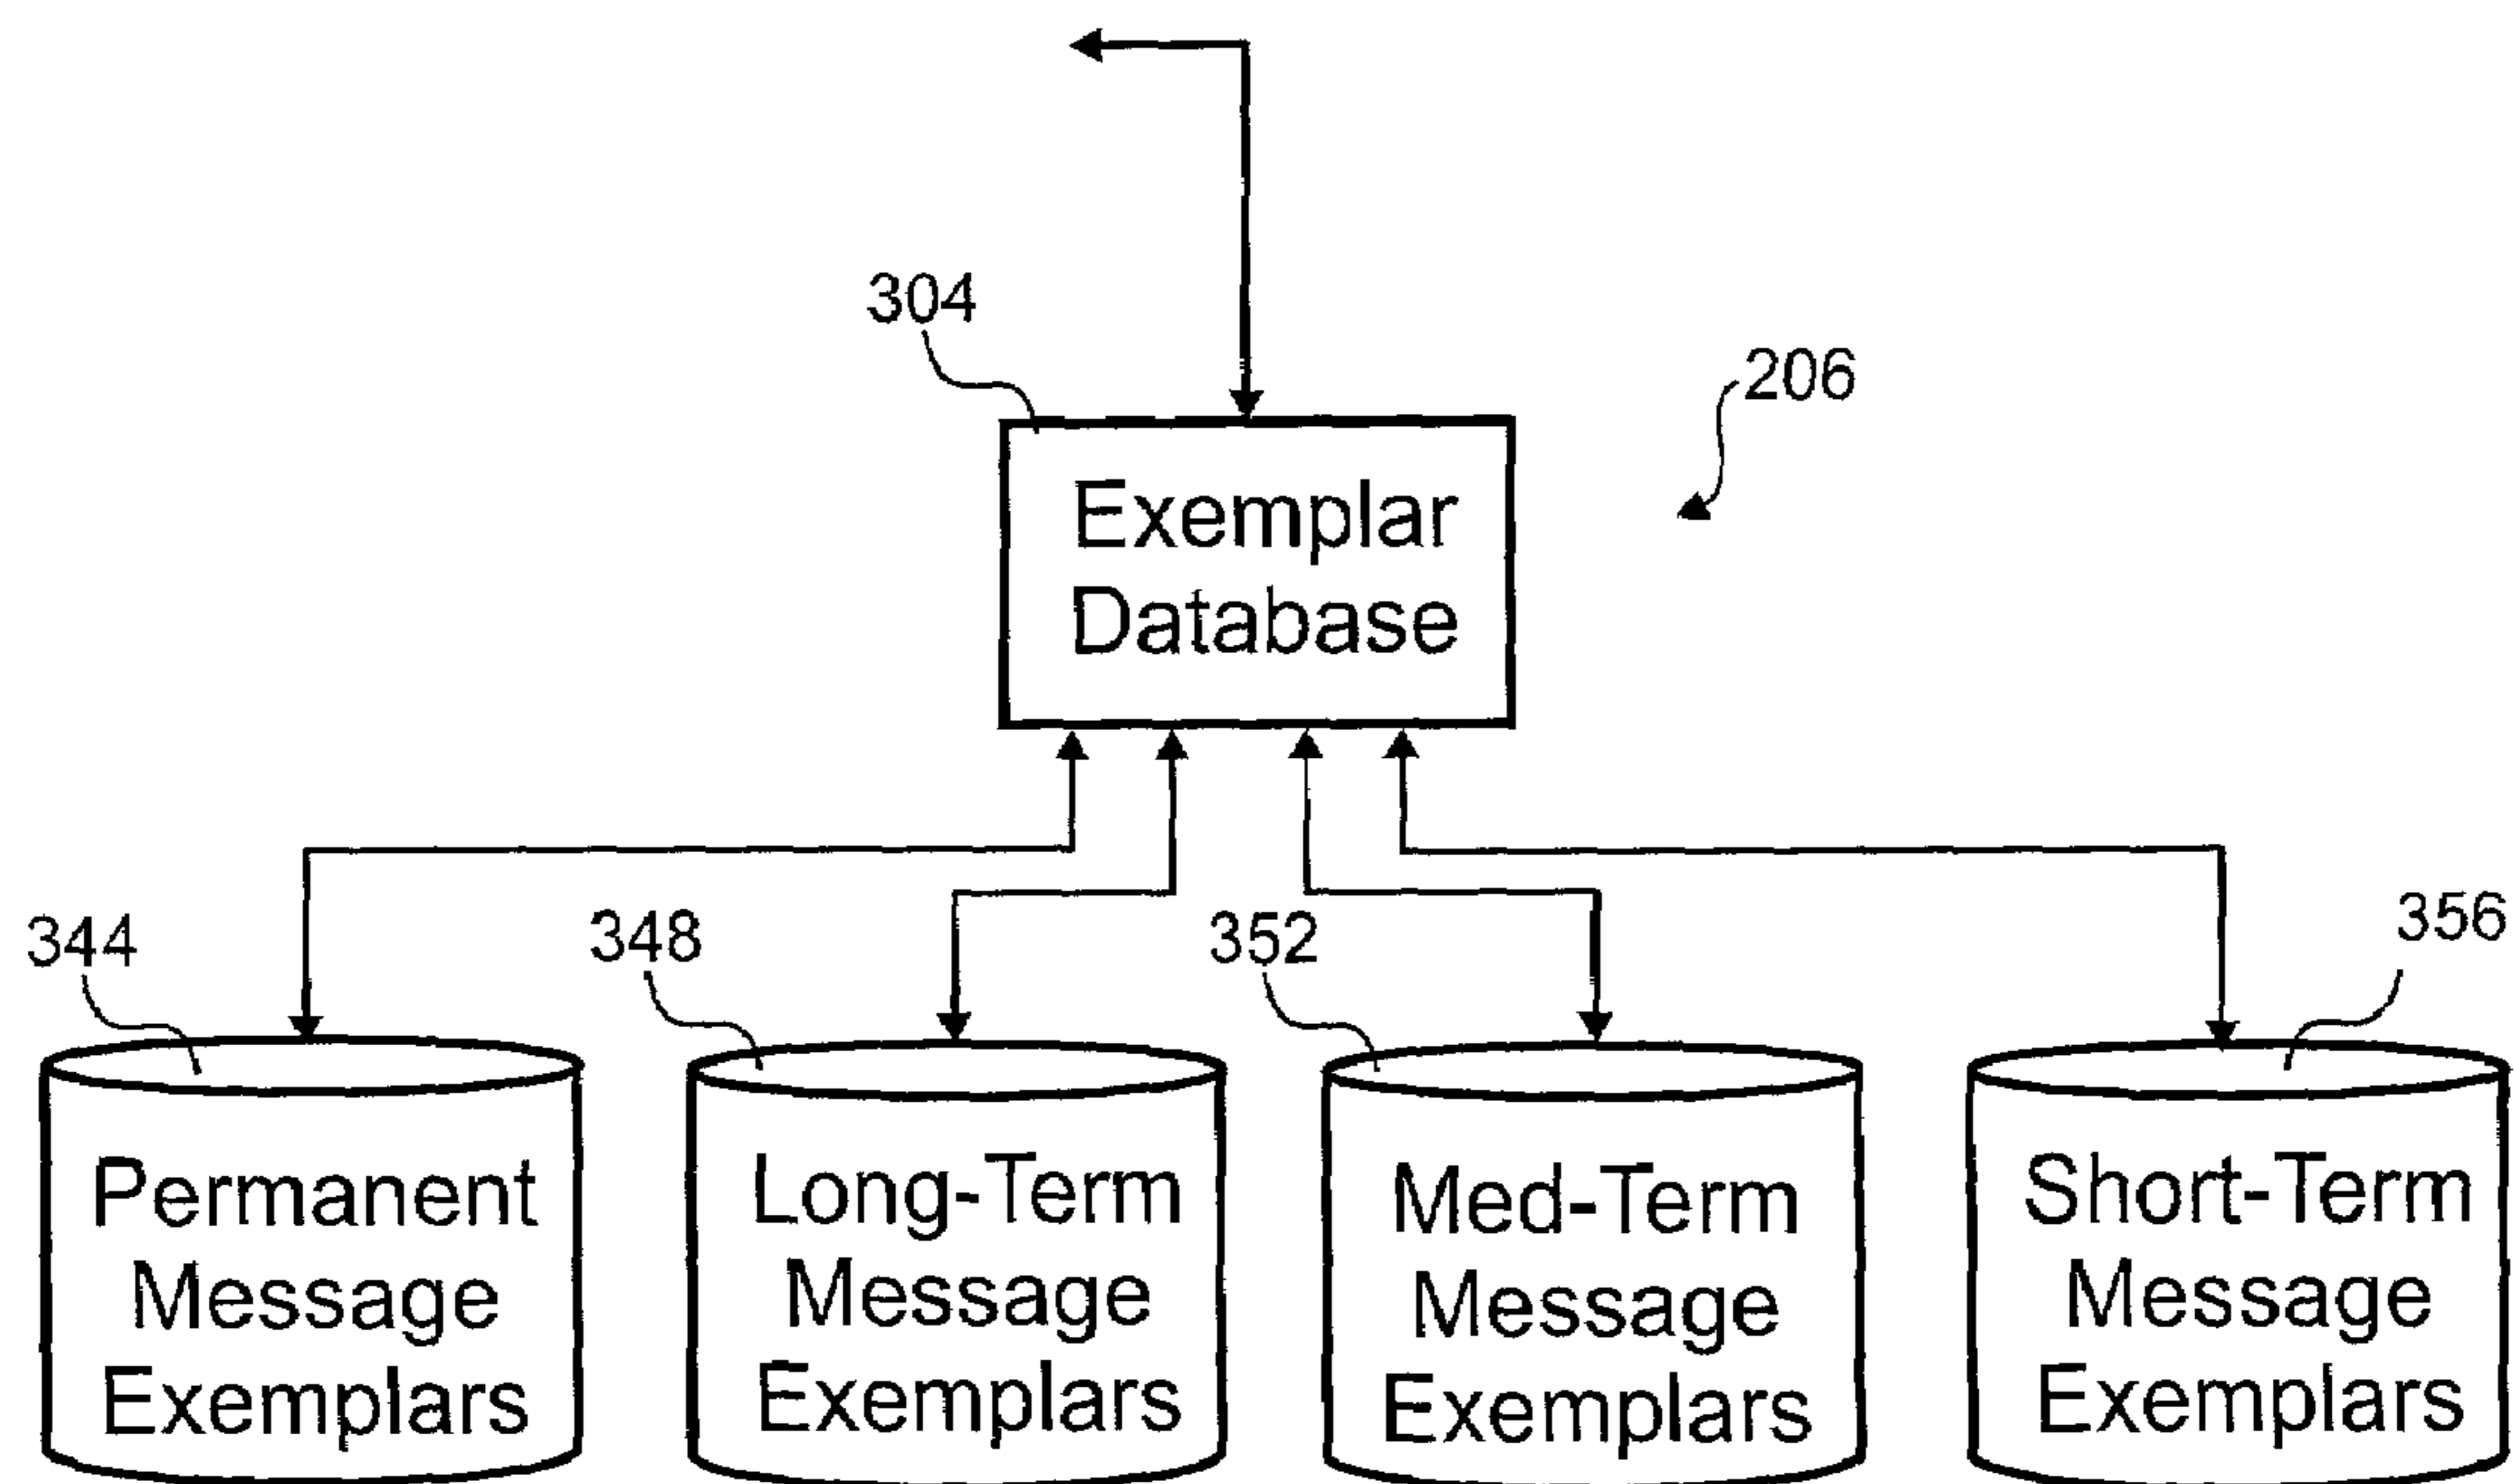 304
206
Exemplar
Database
344
348
352
356
Permanent
Message
Exemplars
Long-Term
Message
Exemplars
Med-Term
Message
Exemplars
Short-Term
Message
Exemplars